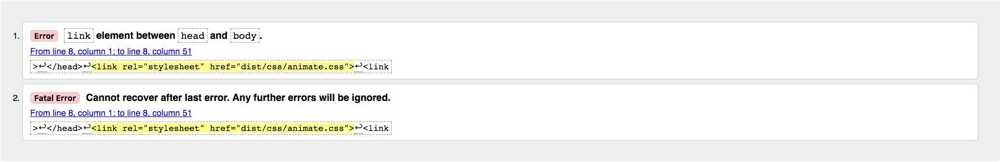 1. Error link element between head and body.
From line 8, column 1; to line 8, column 51
>↩</head>↩<link rel="stylesheet" href="dist/css/animate.css">↩<link
2. Fatal Error Cannot recover after last error. Any further errors will be ignored.
From line 8, column 1; to line 8, column 51
>↩</head>↩<link rel="stylesheet" href="dist/css/animate.css">↩<link